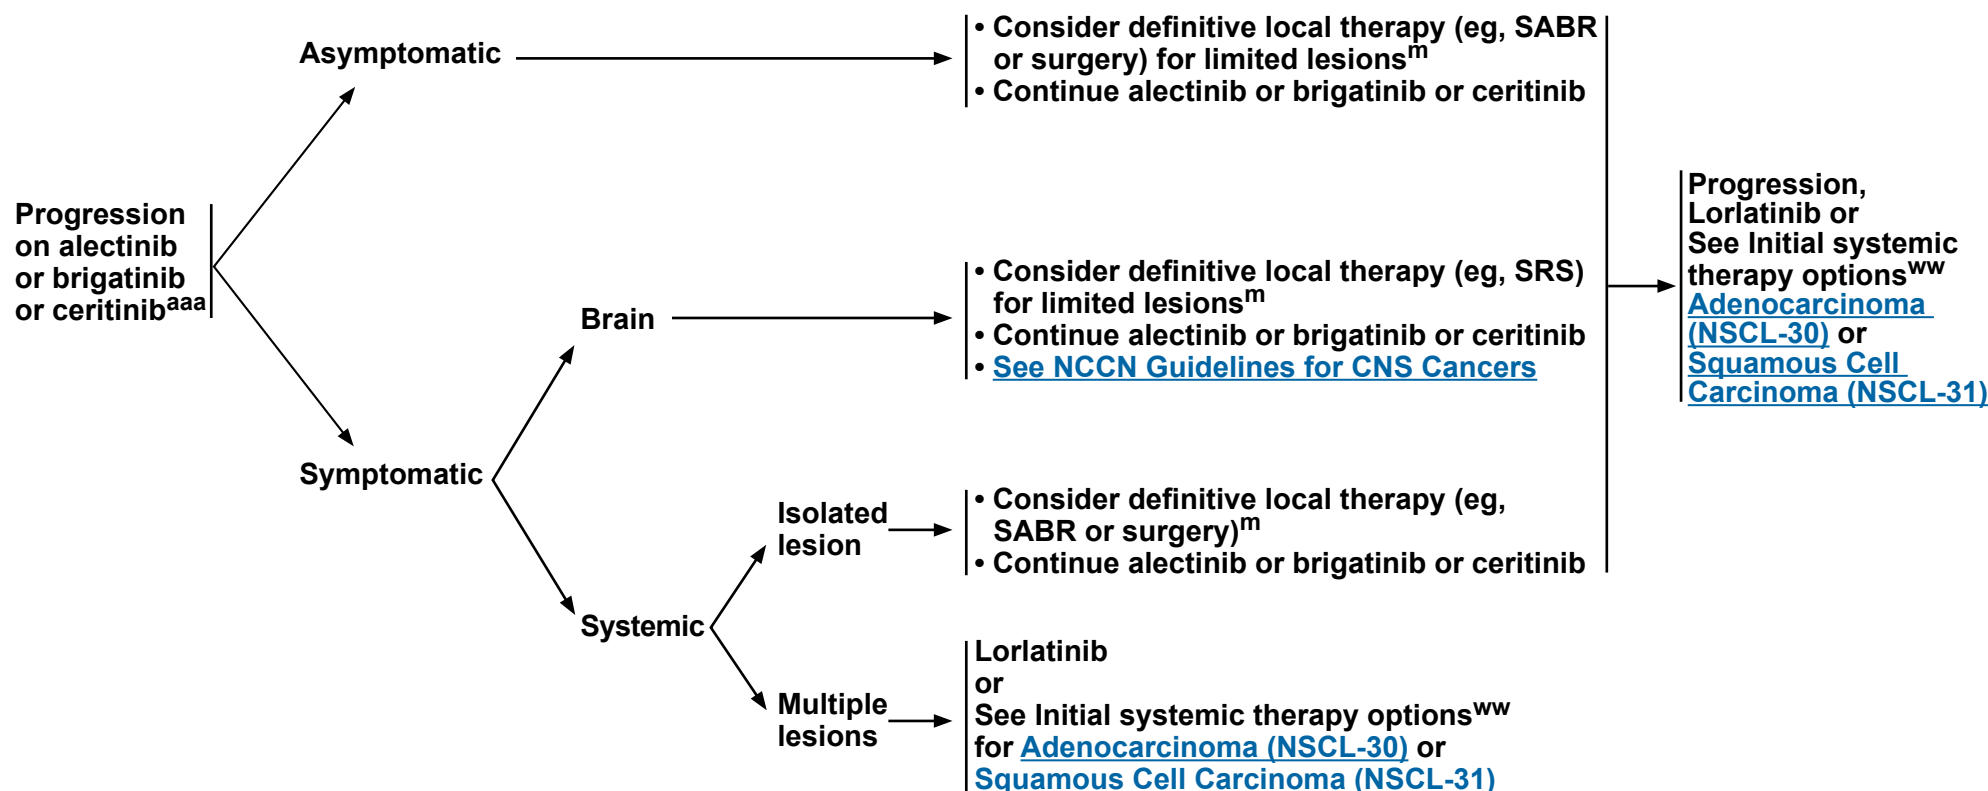 Progression
on alectinib
or brigatinib
or ceritinibaaa
Asymptomatic
• Consider definitive local therapy (eg, SABR
or surgery) for limited lesionsm
• Continue alectinib or brigatinib or ceritinib
Symptomatic
Brain
• Consider definitive local therapy (eg, SRS)
for limited lesionsm
• Continue alectinib or brigatinib or ceritinib
• See NCCN Guidelines for CNS Cancers
Systemic
Isolated
lesion
• Consider definitive local therapy (eg,
SABR or surgery)m
• Continue alectinib or brigatinib or ceritinib
Multiple
lesions
Lorlatinib
or
See Initial systemic therapy optionsww
for Adenocarcinoma (NSCL-30) or
Squamous Cell Carcinoma (NSCL-31)
Progression,
Lorlatinib or
See Initial systemic
therapy optionsww
Adenocarcinoma
(NSCL-30) or
Squamous Cell
Carcinoma (NSCL-31)